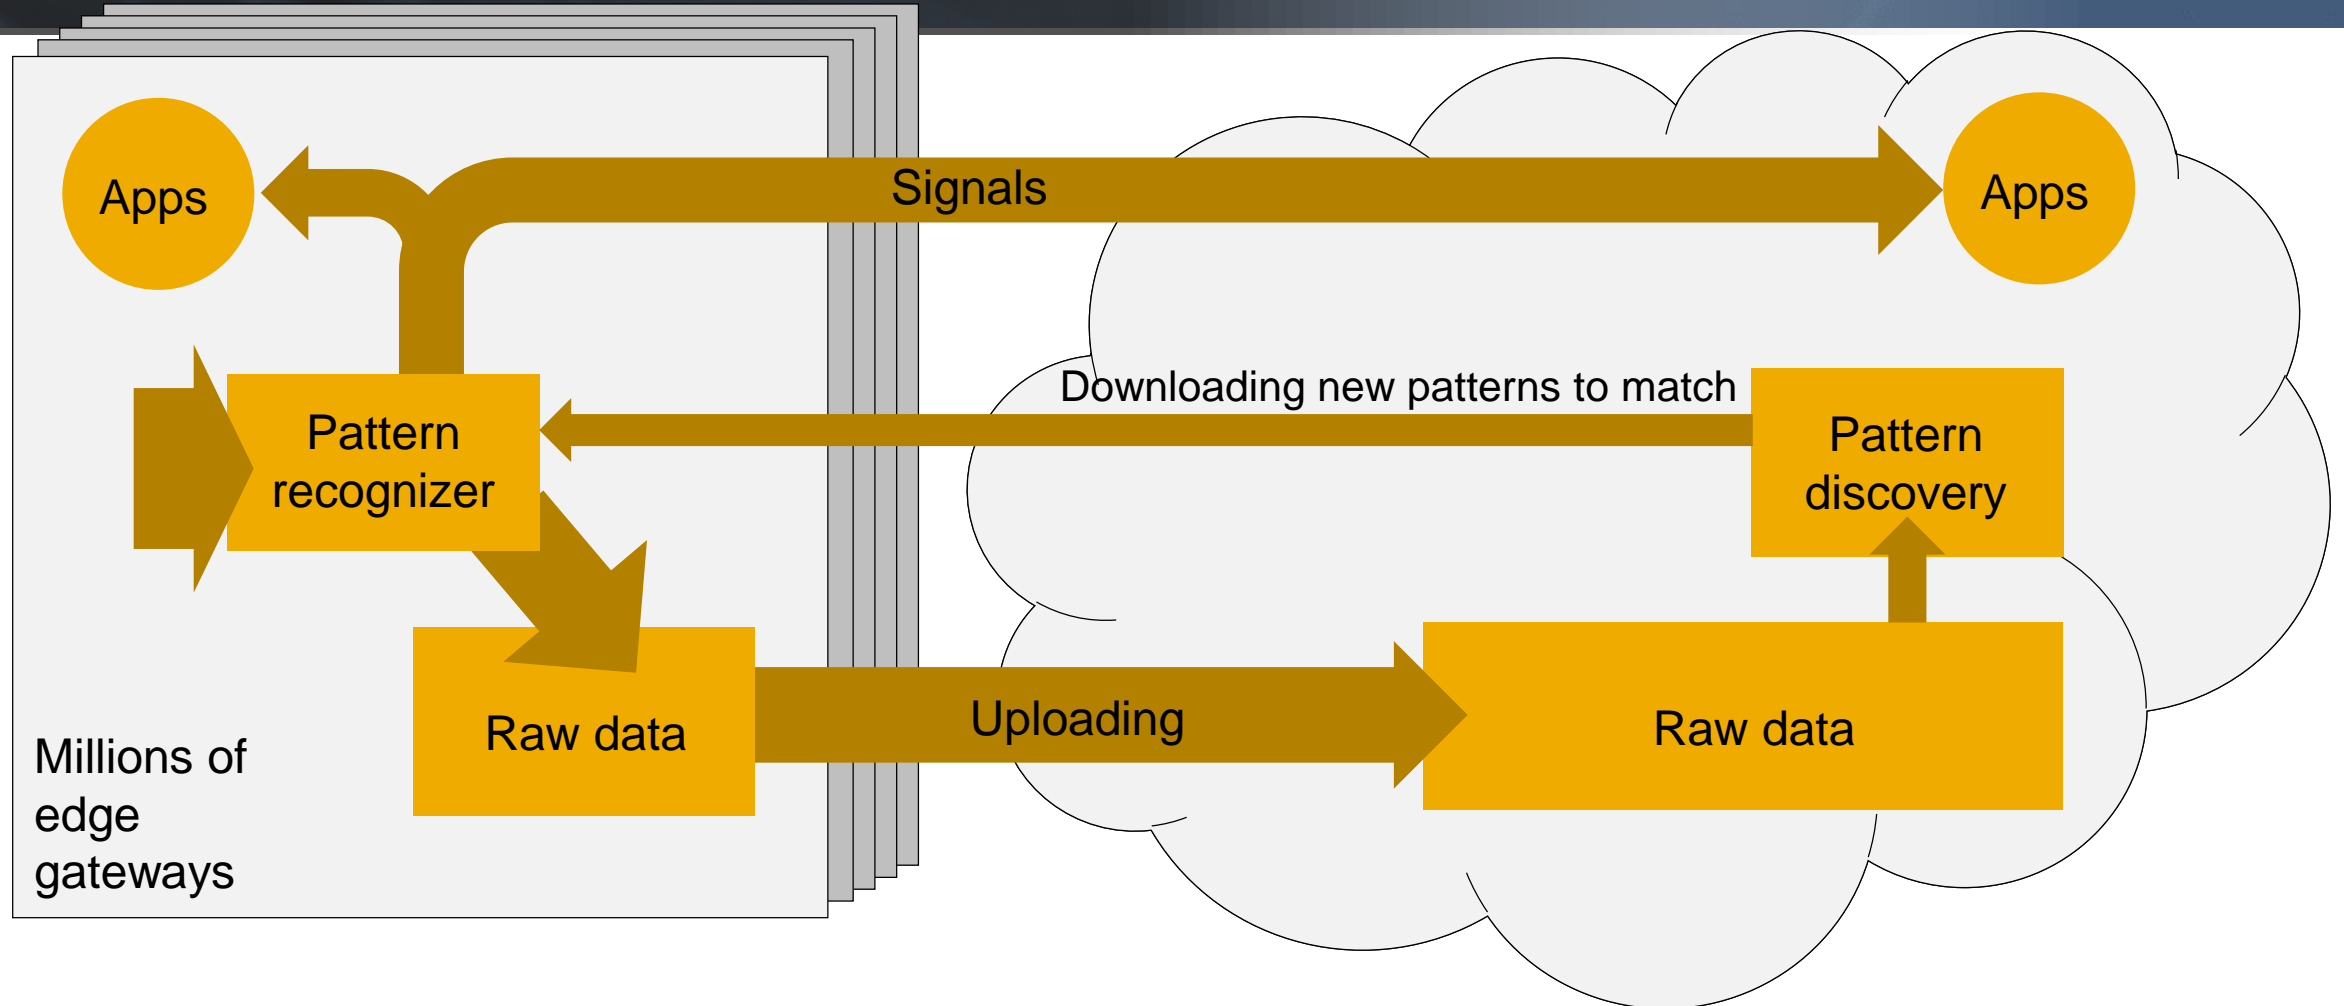 Apps
Signals
Apps
Downloading new patterns to match
Pattern
recognizer
Pattern
discovery
Raw data
Uploading
Raw data
Millions of
edge
gateways